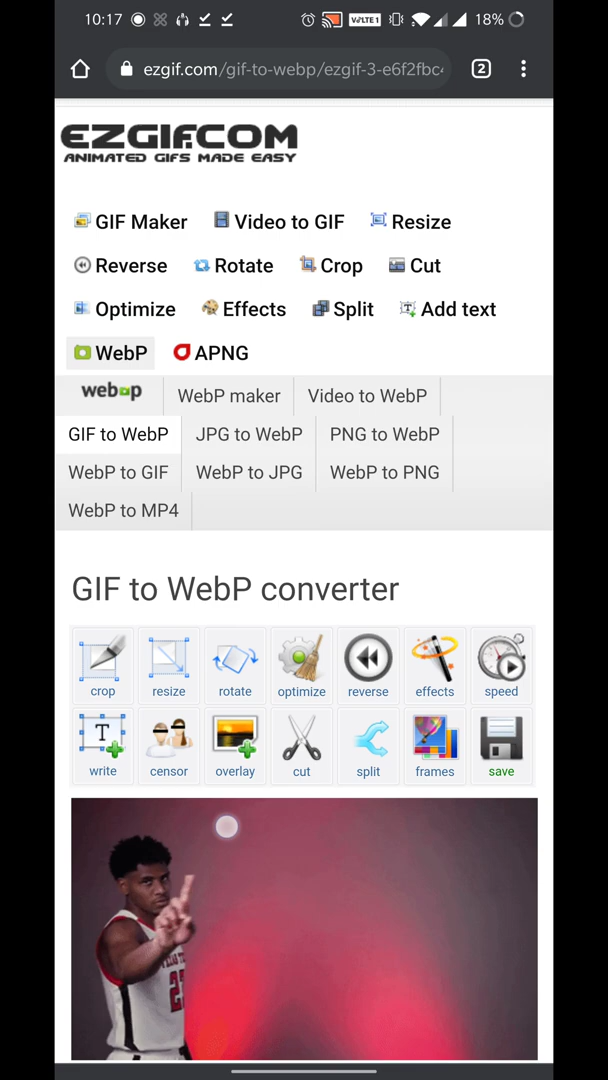 10:17 VoLTE 1 18%
ezgif.com/gif-to-webp/ezgif-3-e6f2fbc4 2
EZGIF.COM
ANIMATED GIFS MADE EASY
GIF Maker Video to GIF Resize
Reverse Rotate Crop Cut
Optimize Effects Split Add text
WebP APNG
webp WebP maker Video to WebP
GIF to WebP JPG to WebP PNG to WebP
WebP to GIF WebP to JPG WebP to PNG
WebP to MP4
GIF to WebP converter
crop resize rotate optimize reverse effects speed
T
write censor overlay cut split frames save